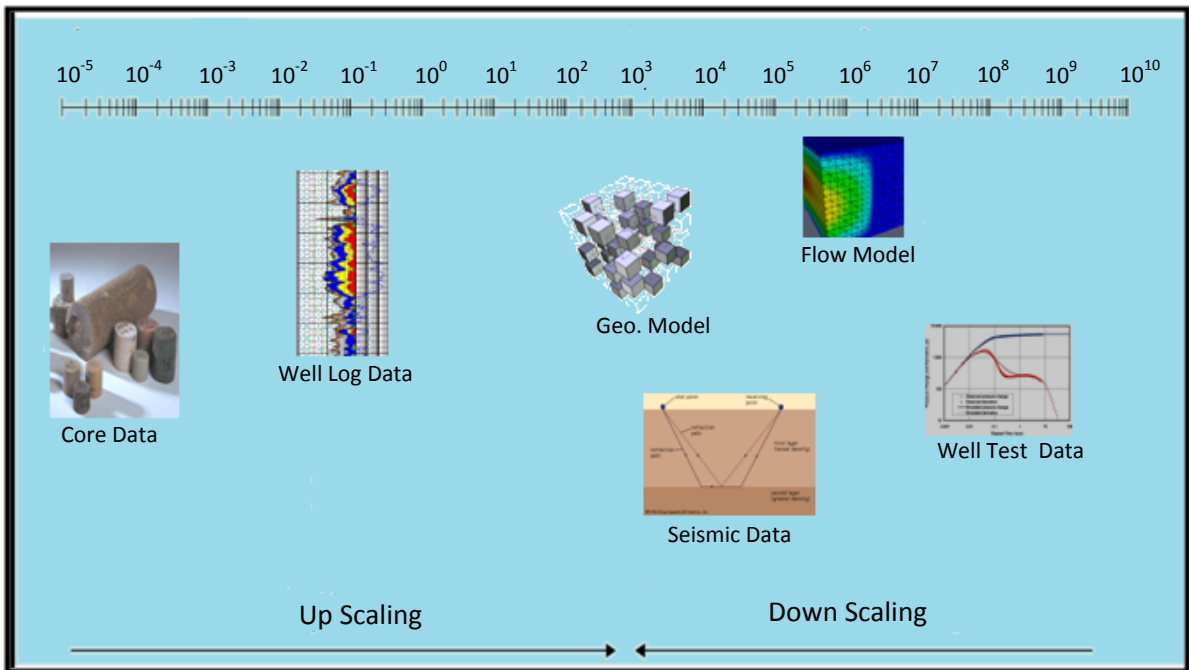 10-5 10-4 10-3 10-2 10-1 100 101 102 103 104 105 106 107 108 109 1010
Flow Model
Geo. Model
Well Log Data
Core Data
Well Test Data
Seismic Data
Up Scaling
Down Scaling